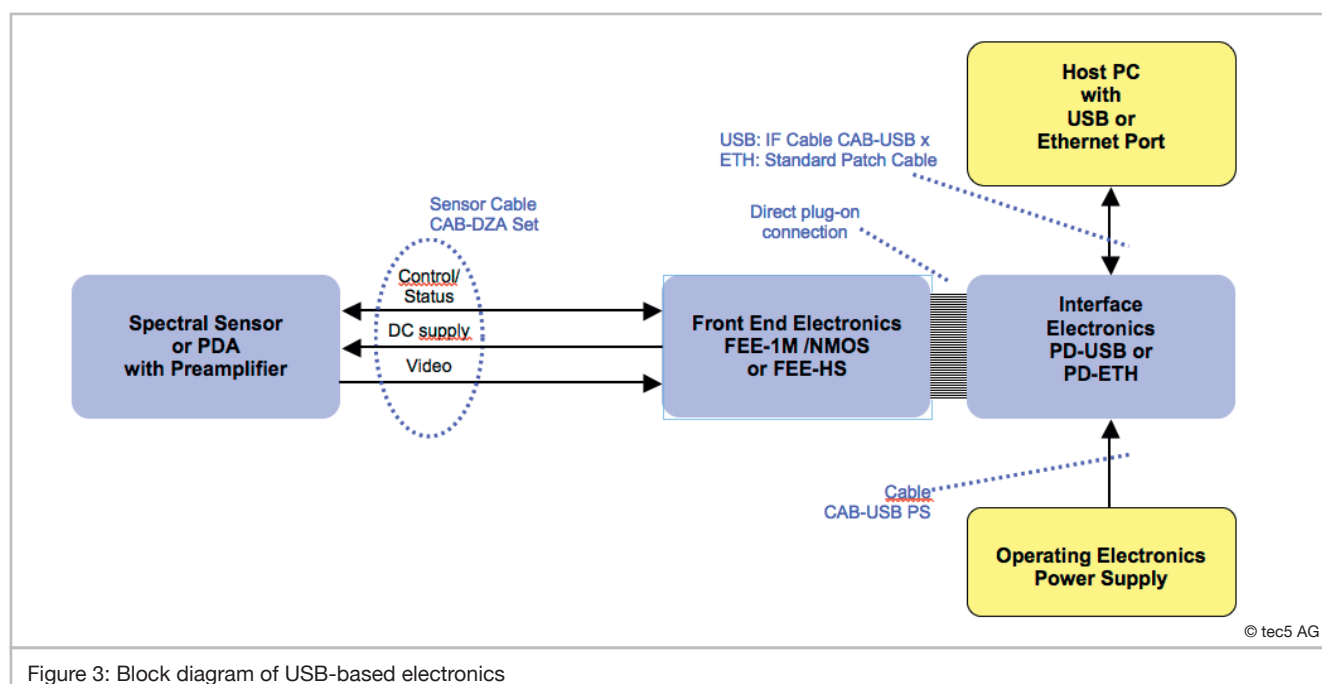 Host PC
with
USB or
Ethernet Port
USB: IF Cable CAB-USB x
ETH: Standard Patch Cable
Sensor Cable
CAB-DZA Set
Direct plug-on
connection
Control/
Status
DC supply
Video
Spectral Sensor
or PDA
with Preamplifier
Front End Electronics
FEE-1M /NMOS
or FEE-HS
Interface
Electronics
PD-USB or
PD-ETH
Cable
CAB-USB PS
Operating Electronics
Power Supply
© tec5 AG
Figure 3: Block diagram of USB-based electronics